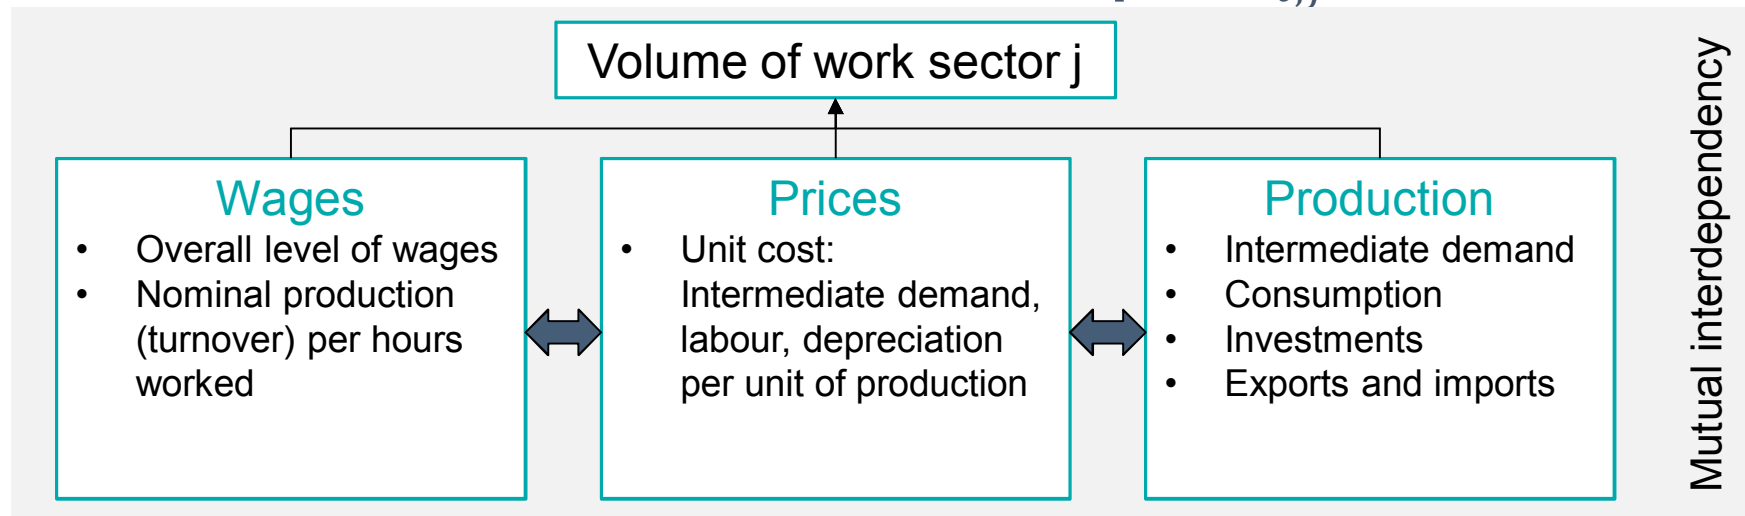 Volume of work sector j
Wages
• Overall level of wages
• Nominal production
(turnover) per hours
worked
Prices
• Unit cost:
Intermediate demand,
labour, depreciation
per unit of production
Production
• Intermediate demand
• Consumption
• Investments
• Exports and imports
Mutual interdependency